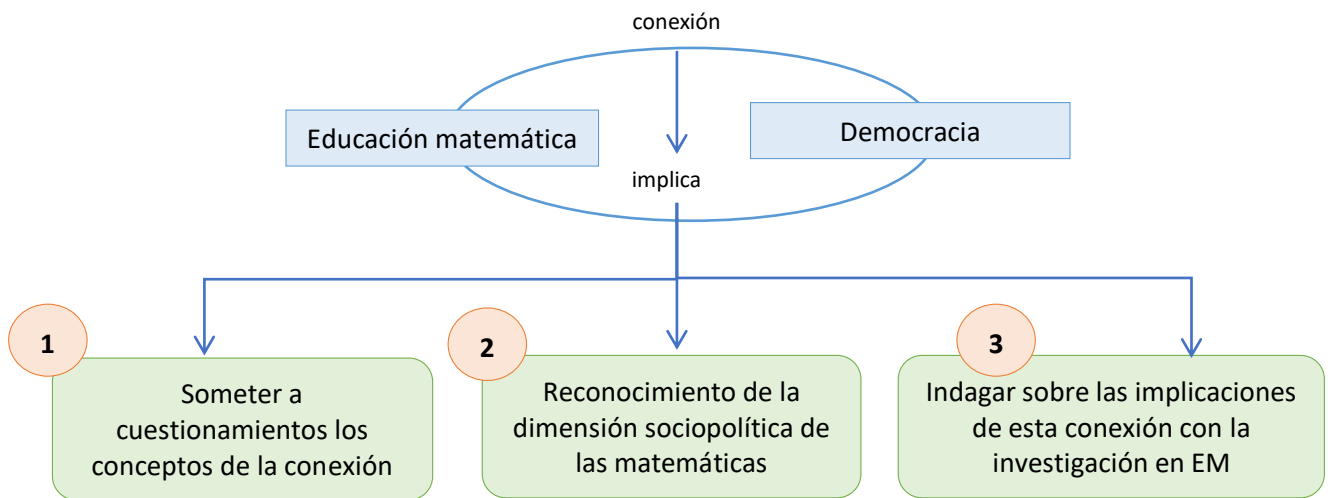 conexión
Educación matemática
Democracia
implica
1
Someter a
cuestionamientos los
conceptos de la conexión
2
Reconocimiento de la
dimensión sociopolítica de
las matemáticas
3
Indagar sobre las implicaciones
de esta conexión con la
investigación en EM